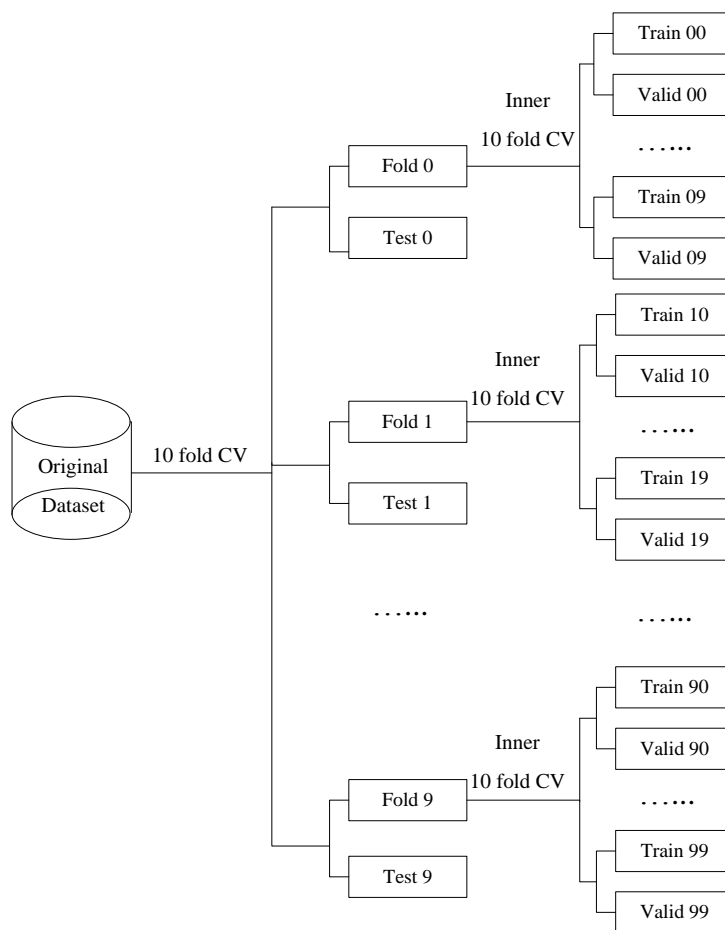 Train 00
Inner
Valid 00
10 fold CV
……
Fold 0
Train 09
Test 0
Valid 09
Train 10
Inner
Valid 10
10 fold CV
Fold 1
……
10 fold CV
Original
Train 19
Dataset
Test 1
Valid 19
……
……
Train 90
Inner
Valid 90
10 fold CV
Fold 9
……
Train 99
Test 9
Valid 99